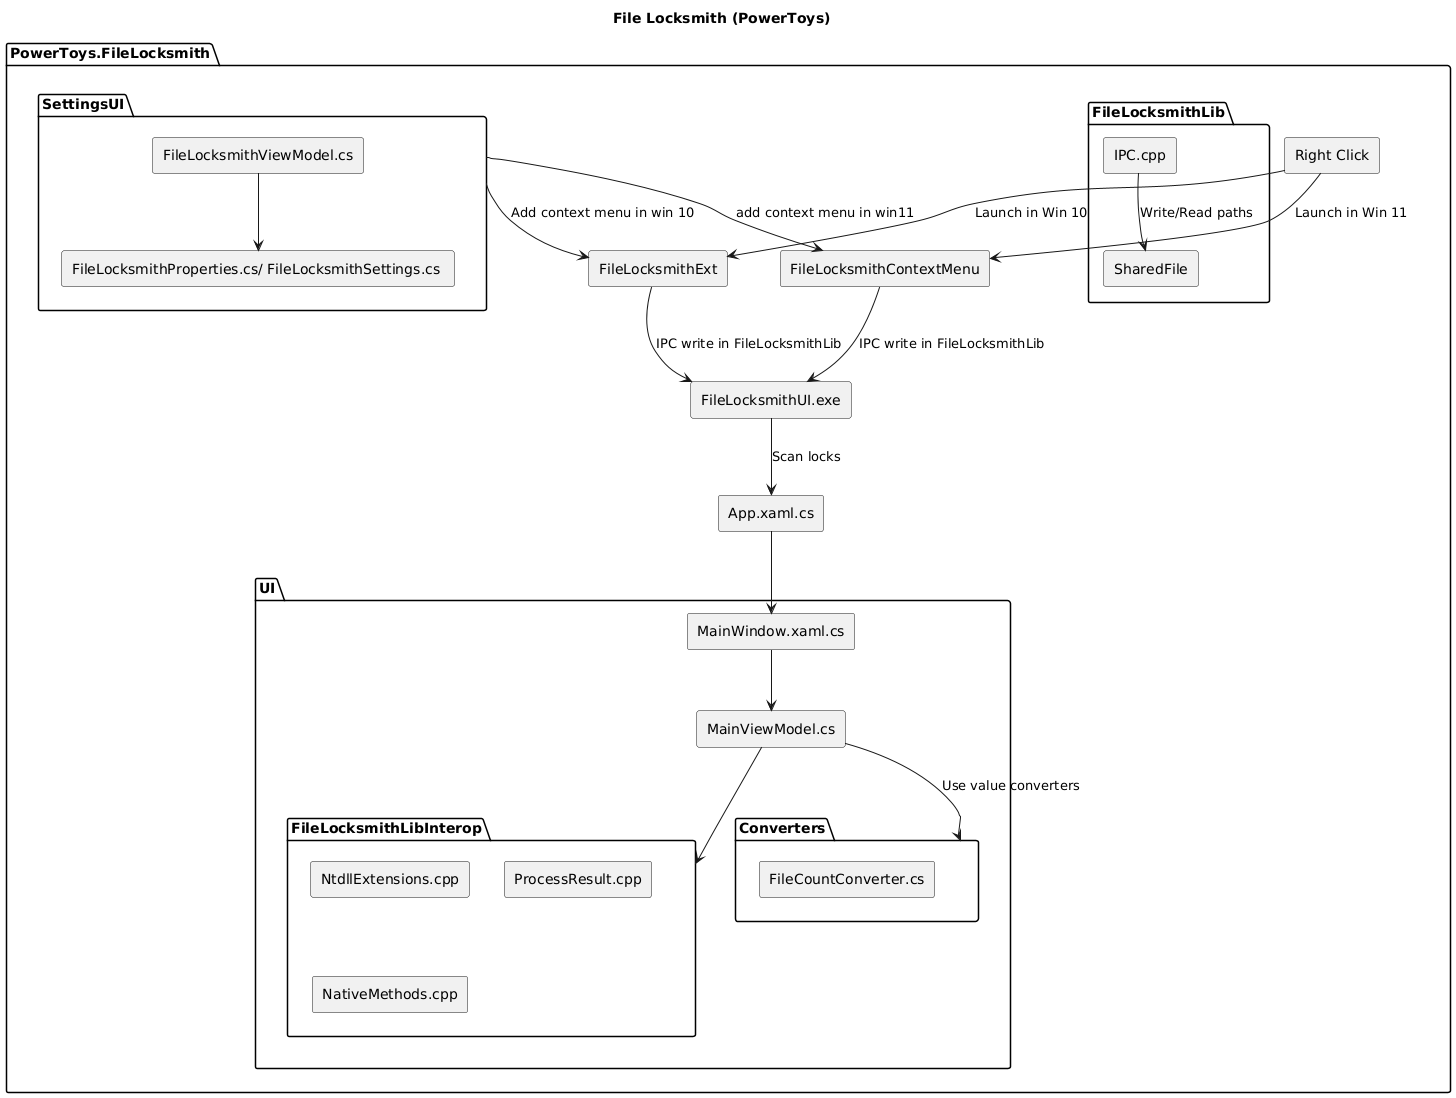 File Locksmith (PowerToys)
PowerToys.FileLocksmith
SettingsUI
FileLocksmithLib
FileLocksmithViewModel.cs
IPC.cpp
Right Click
Add context menu in win 10
add context menu in win11
Launch in Win 10
Write/Read paths
Launch in Win 11
FileLocksmithProperties.cs/ FileLocksmithSettings.cs
FileLocksmithExt
FileLocksmithContextMenu
SharedFile
IPC write in FileLocksmithLib
IPC write in FileLocksmithLib
FileLocksmithUI.exe
Scan locks
App.xaml.cs
UI
MainWindow.xaml.cs
MainViewModel.cs
Use value converters
FileLocksmithLibInterop
Converters
NtdllExtensions.cpp
ProcessResult.cpp
FileCountConverter.cs
NativeMethods.cpp